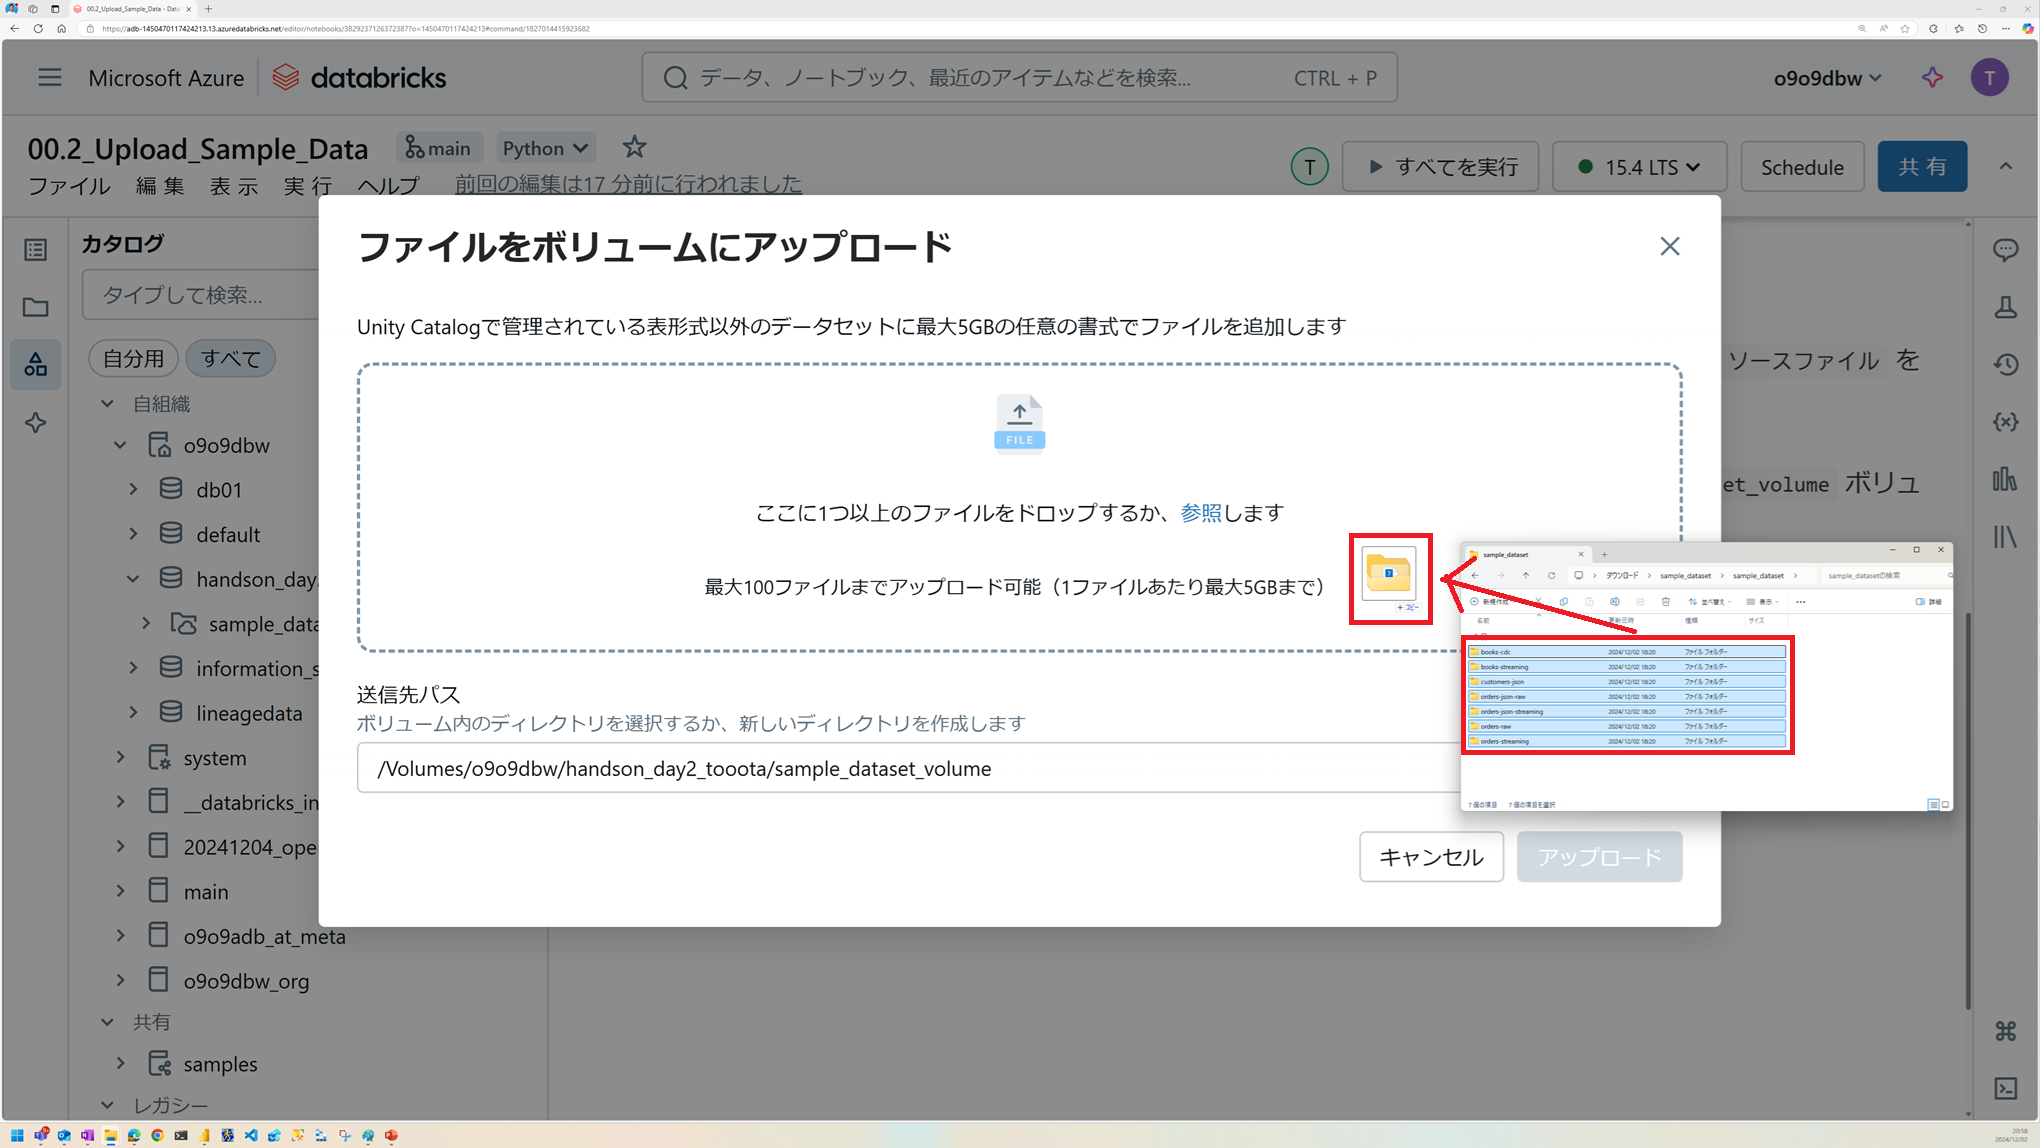 00.2_Upload_Sample_Data - Data
https://adb-1450470117424213.13.azuredatabricks.net/editor/notebooks/3829237126372387?o=1450470117424213#command/1827014415923682
Microsoft Azure databricks
データ、ノートブック、最近のアイテムなどを検索... CTRL + P
o9o9dbw T
00.2_Upload_Sample_Data main Python
ファイル 編集 表示 実行 ヘルプ 前回の編集は17 分前に行われました
T すべてを実行 15.4 LTS Schedule 共有
カタログ
タイプして検索...
自分用 すべて
自組織
o9o9dbw
db01
default
handson_day
sample_data
information_s
lineagedata
system
__databricks_in
20241204_ope
main
o9o9adb_at_meta
o9o9dbw_org
共有
samples
レガシー
ソースファイル を
et_volume ボリュ
ファイルをボリュームにアップロード
Unity Catalogで管理されている表形式以外のデータセットに最大5GBの任意の書式でファイルを追加します
FILE
ここに1つ以上のファイルをドロップするか、参照します
最大100ファイルまでアップロード可能（1ファイルあたり最大5GBまで）
7
+ コピー
送信先パス
ボリューム内のディレクトリを選択するか、新しいディレクトリを作成します
/Volumes/o9o9dbw/handson_day2_tooota/sample_dataset_volume
キャンセル アップロード
sample_dataset
ダウンロード sample_dataset sample_dataset sample_datasetの検索
新規作成 並べ替え 表示 詳細
名前 更新日時 種類 サイズ
books-cdc 2024/12/02 18:20 ファイル フォルダー
books-streaming 2024/12/02 18:20 ファイル フォルダー
customers-json 2024/12/02 18:20 ファイル フォルダー
orders-json-raw 2024/12/02 18:20 ファイル フォルダー
orders-json-streaming 2024/12/02 18:20 ファイル フォルダー
orders-raw 2024/12/02 18:20 ファイル フォルダー
orders-streaming 2024/12/02 18:20 ファイル フォルダー
7 個の項目 7 個の項目を選択
20:58
2024/12/02